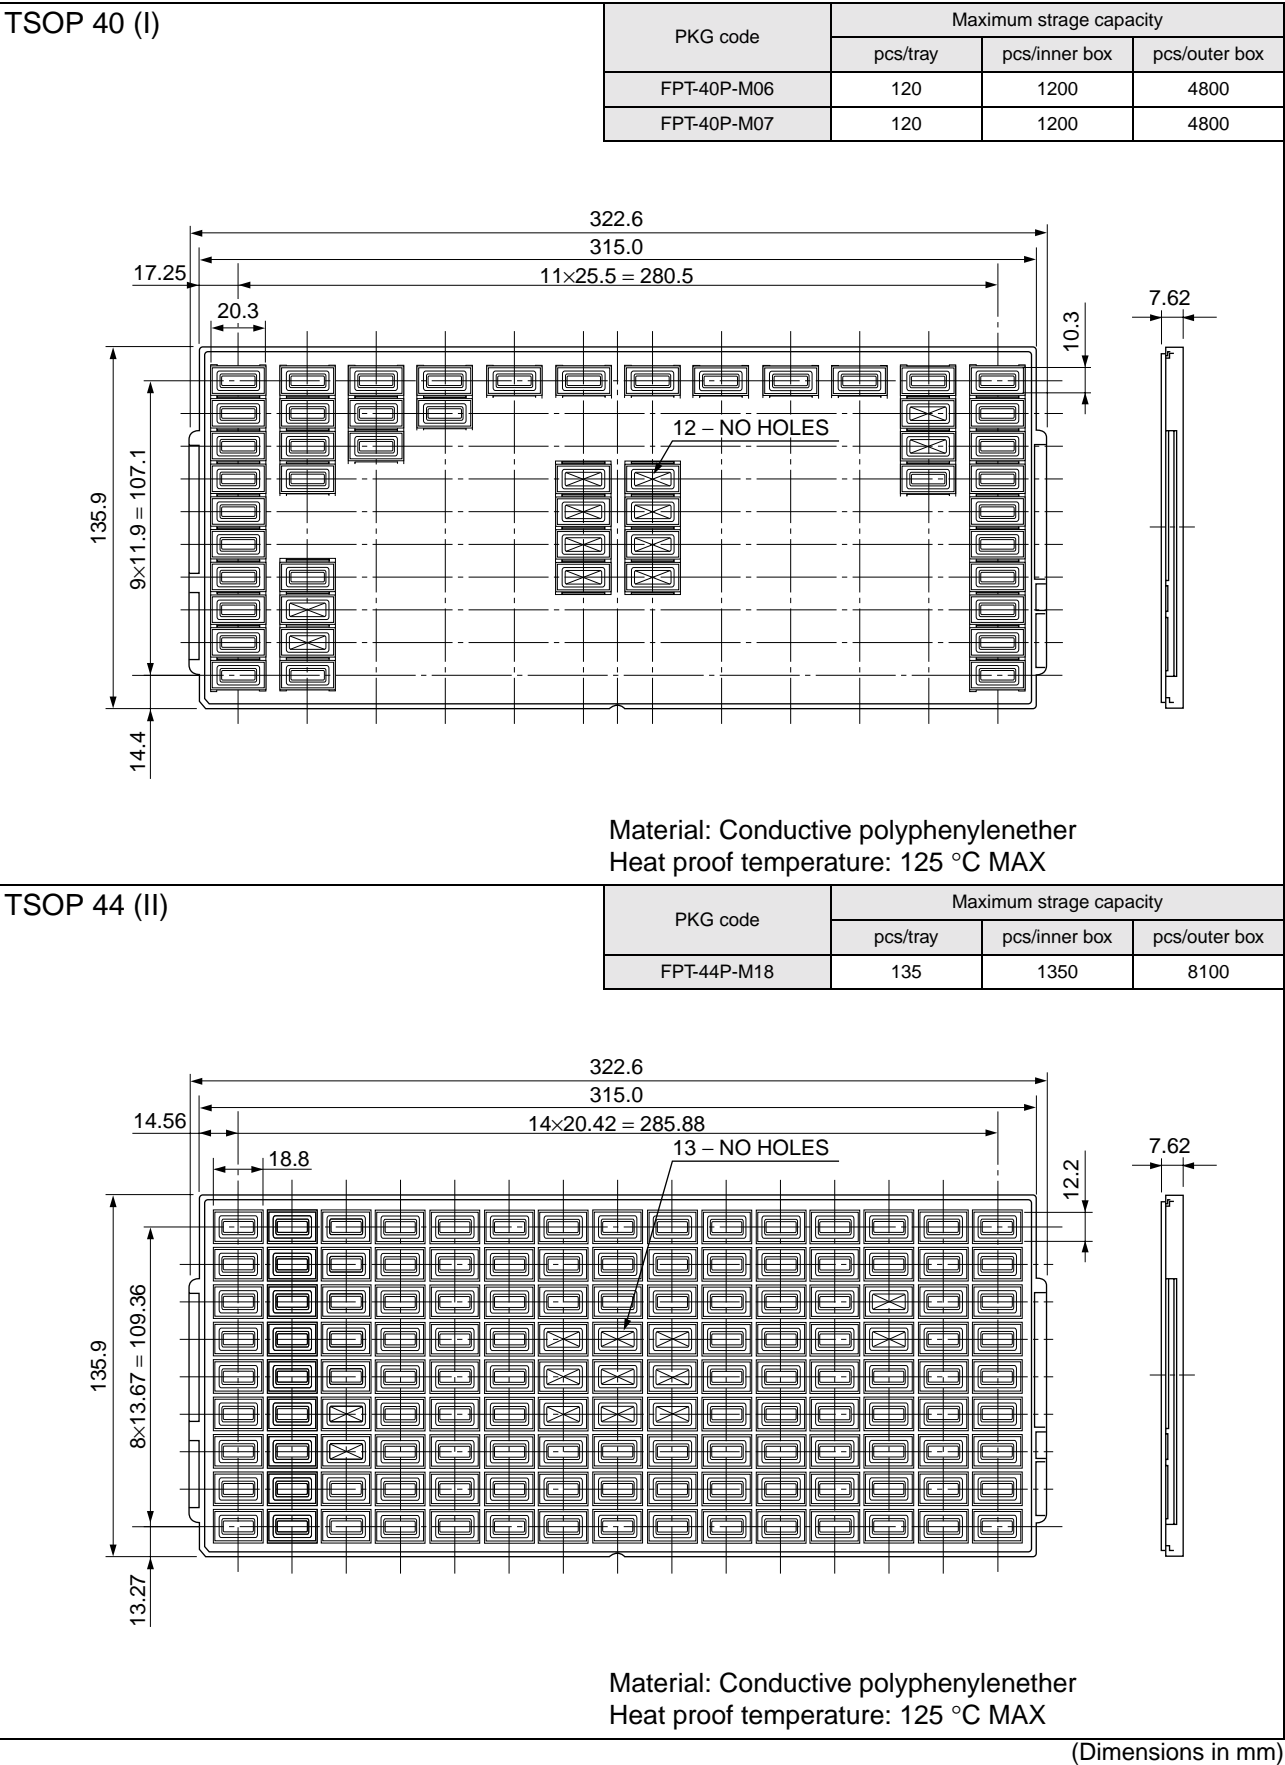 TSOP 40 (I)
PKG code
Maximum strage capacity
pcs/tray pcs/inner box pcs/outer box
FPT-40P-M06 120 1200 4800
FPT-40P-M07 120 1200 4800
322.6
315.0
17.25
11×25.5 = 280.5
20.3
10.3
7.62
12 – NO HOLES
135.9
9×11.9 = 107.1
14.4
Material: Conductive polyphenylenether
Heat proof temperature: 125 °C MAX
TSOP 44 (II)
PKG code
Maximum strage capacity
pcs/tray pcs/inner box pcs/outer box
FPT-44P-M18 135 1350 8100
322.6
315.0
14.56
14×20.42 = 285.88
13 – NO HOLES
18.8
12.2
7.62
135.9
8×13.67 = 109.36
13.27
Material: Conductive polyphenylenether
Heat proof temperature: 125 °C MAX
(Dimensions in mm)